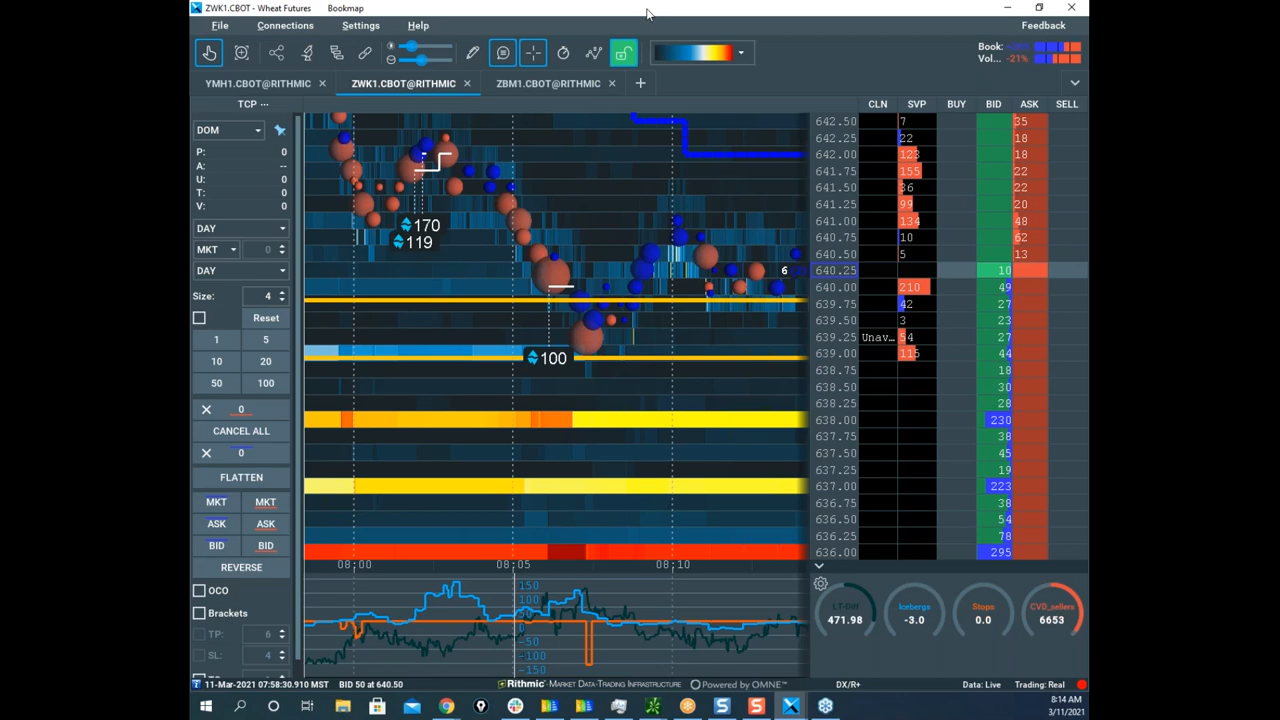 ZWK1.CBOT - Wheat Futures Bookmap
File Connections Settings Help Feedback
Book:
Vol... -21%
YMH1.CBOT@RITHMIC ZWK1.CBOT@RITHMIC ZBM1.CBOT@RITHMIC
TCP ... CLN SVP BUY BID ASK SELL
DOM
P: 0
A: --
U: 0
T: 0
V: 0
DAY
MKT 0
DAY
Size: 4
Reset
1 5
10 20
50 100
0
CANCEL ALL
0
FLATTEN
MKT MKT
ASK ASK
BID BID
REVERSE
OCO
Brackets
TP: 6
SL: 4
170
119
100
6
642.50 7 35
642.25 22 18
642.00 123 18
641.75 155 22
641.50 36 22
641.25 99 20
641.00 134 48
640.75 10 62
640.50 5 13
640.25 10
640.00 210 49
639.75 42 27
639.50 3 23
639.25 Unav... 54 27
639.00 115 44
638.75 18
638.50 30
638.25 28
638.00 230
637.75 38
637.50 45
637.25 19
637.00 223
636.75 38
636.50 54
636.25 78
636.00 295
08:00 08:05 08:10
150
100
50
0
-50
-100
-150
LT-Diff
471.98
Icebergs
-3.0
Stops
0.0
CVD_sellers
6653
11-Mar-2021 07:58:30.910 MST BID 50 at 640.50 Rithmic-MARKET DATA-TRADING INFRASTRUCTURE Powered by OMNE™ DX/R+ Data: Live Trading: Real
8:14 AM
3/11/2021